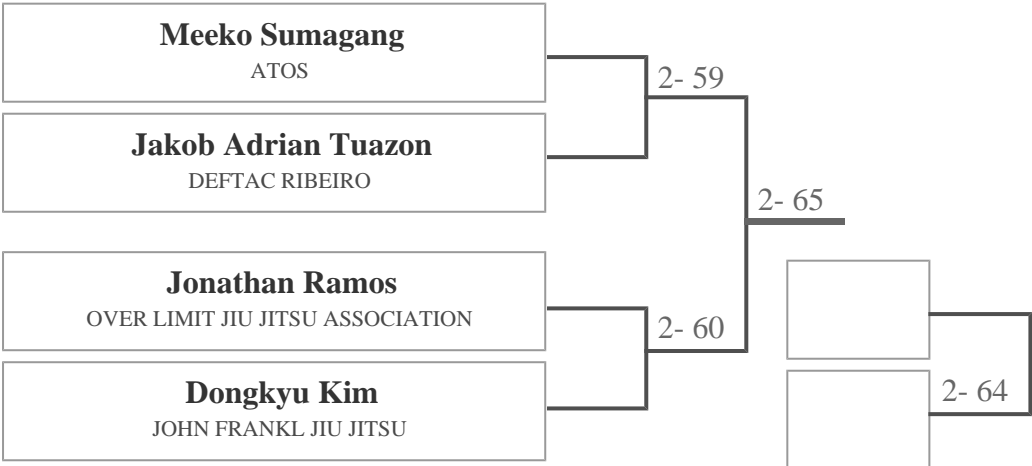 Meeko Sumagang
ATOS
2- 59
Jakob Adrian Tuazon
DEFTAC RIBEIRO
2- 65
Jonathan Ramos
OVER LIMIT JIU JITSU ASSOCIATION
2- 60
Dongkyu Kim
JOHN FRANKL JIU JITSU
2- 64